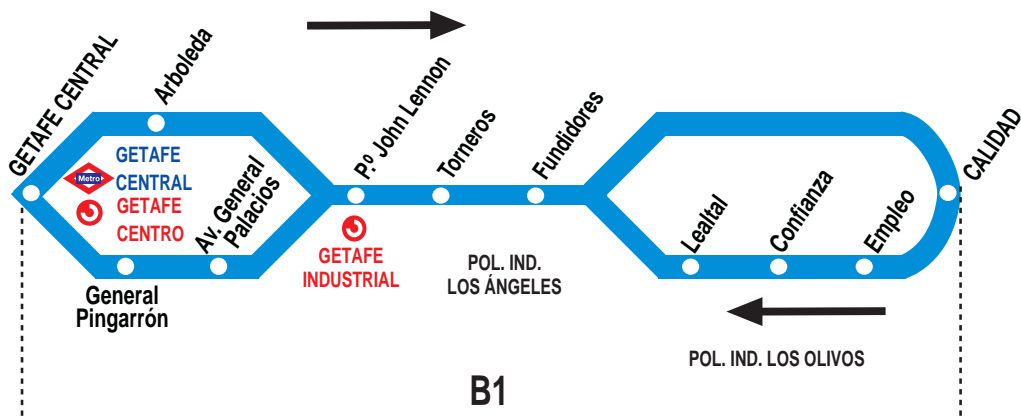 GETAFE CENTRAL
Arboleda
P.º John Lennon
Torneros
Fundidores
CALIDAD
Metro
GETAFE
CENTRAL
GETAFE
CENTRO
Av. General
Palacios
General
Pingarrón
GETAFE
INDUSTRIAL
POL. IND.
LOS ÁNGELES
Lealtal
Confianza
Empleo
POL. IND. LOS OLIVOS
B1